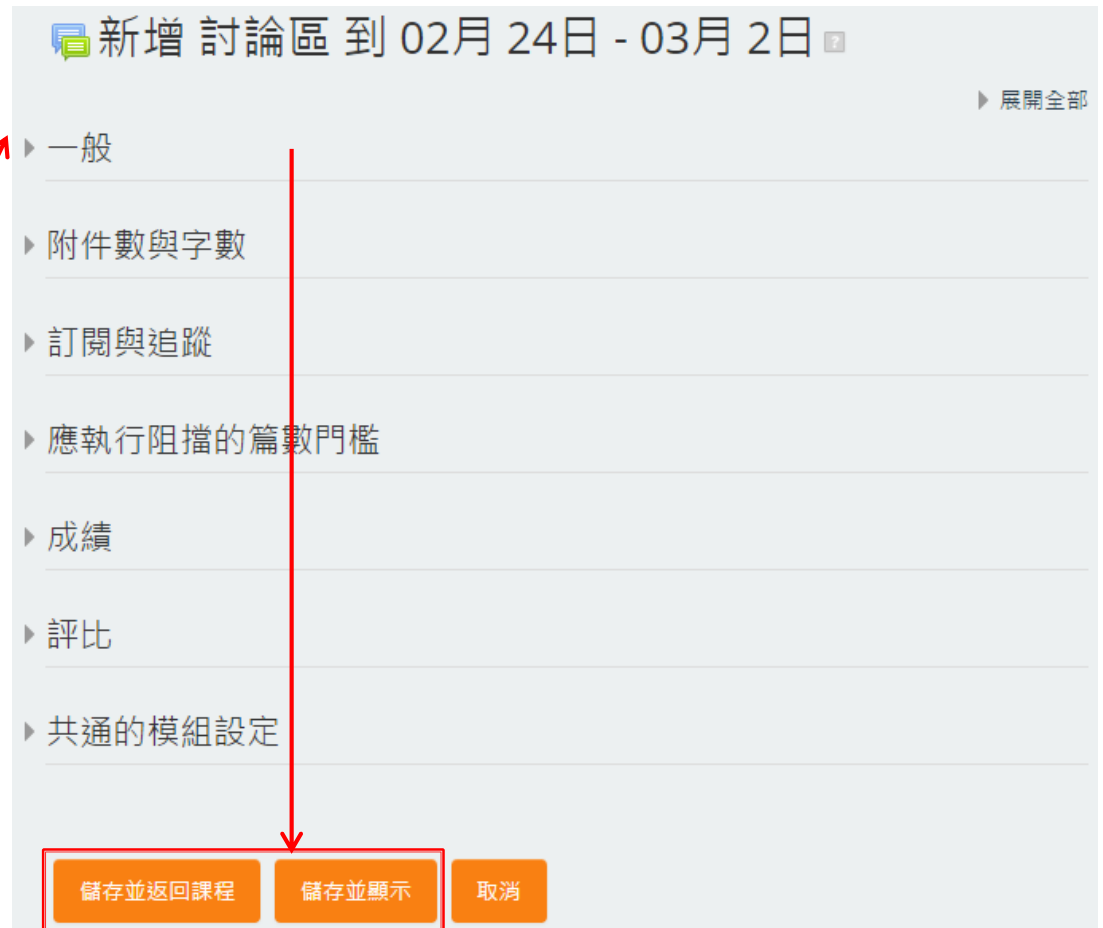 新增 討論區 到 02月 24日 - 03月 2日
展開全部
一般
附件數與字數
訂閱與追蹤
應執行阻擋的篇數門檻
成績
評比
共通的模組設定
儲存並返回課程 儲存並顯示 取消